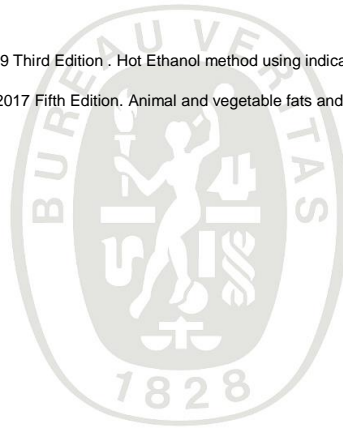 9 Third Edition . Hot Ethanol method using indica
2017 Fifth Edition. Animal and vegetable fats and
BUREAU VERITAS
1828